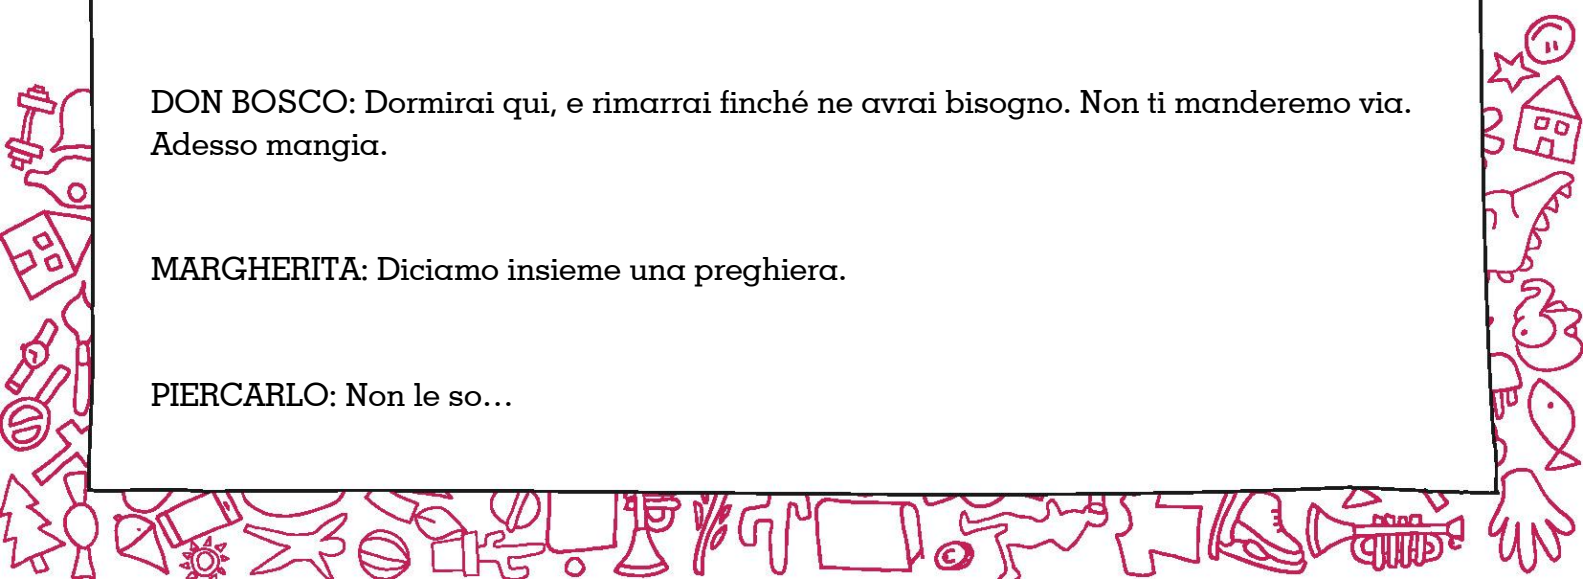 DON BOSCO: Dormirai qui, e rimarrai finché ne avrai bisogno. Non ti manderemo via.
Adesso mangia.
MARGHERITA: Diciamo insieme una preghiera.
PIERCARLO: Non le so…